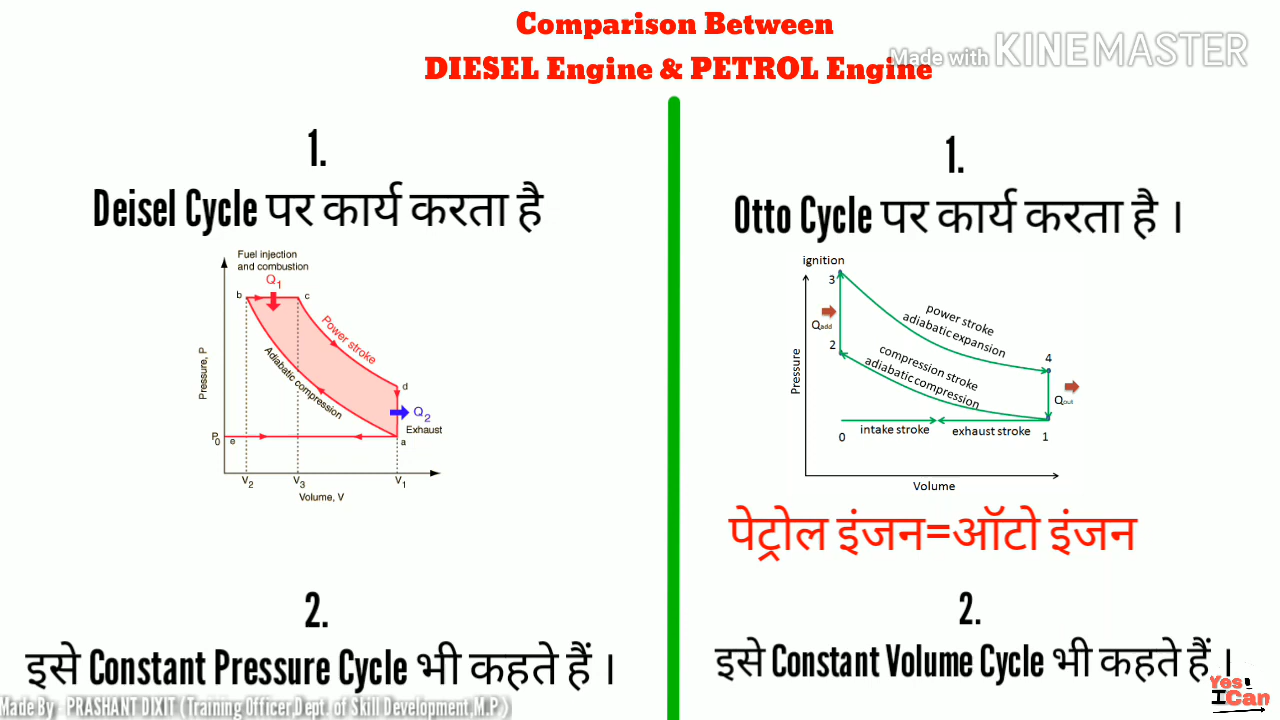 Comparison Between
DIESEL Engine & PETROL Engine
Made with KINEMASTER
1.
Deisel Cycle पर कार्य करता है
Fuel injection
and combustion
Q1
b
c
Power stroke
Adiabatic compression
d
Q2
Exhaust
a
Pressure, P
P0
e
V2
V3
V1
Volume, V
2.
इसे Constant Pressure Cycle भी कहते हैं ।
Made By - PRASHANT DIXIT (Training Officer,Dept. of Skill Development,M.P.)
1.
Otto Cycle पर कार्य करता है ।
ignition
3
Qadd
2
power stroke
adiabatic expansion
compression stroke
adiabatic compression
4
Qout
Pressure
intake stroke
exhaust stroke
0
1
Volume
पेट्रोल इंजन=ऑटो इंजन
2.
इसे Constant Volume Cycle भी कहते हैं ।
Yes!
I Can